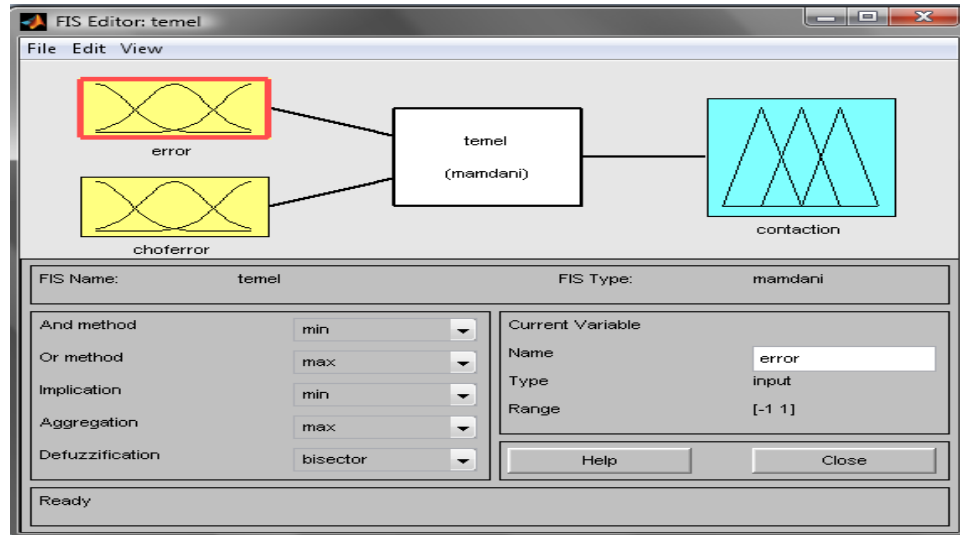 FIS Editor: temel
File Edit View
error
choferror
temel
(mamdani)
contaction
FIS Name: temel FIS Type: mamdani
And method min
Or method max
Implication min
Aggregation max
Defuzzification bisector
Current Variable
Name error
Type input
Range [-1 1]
Help Close
Ready